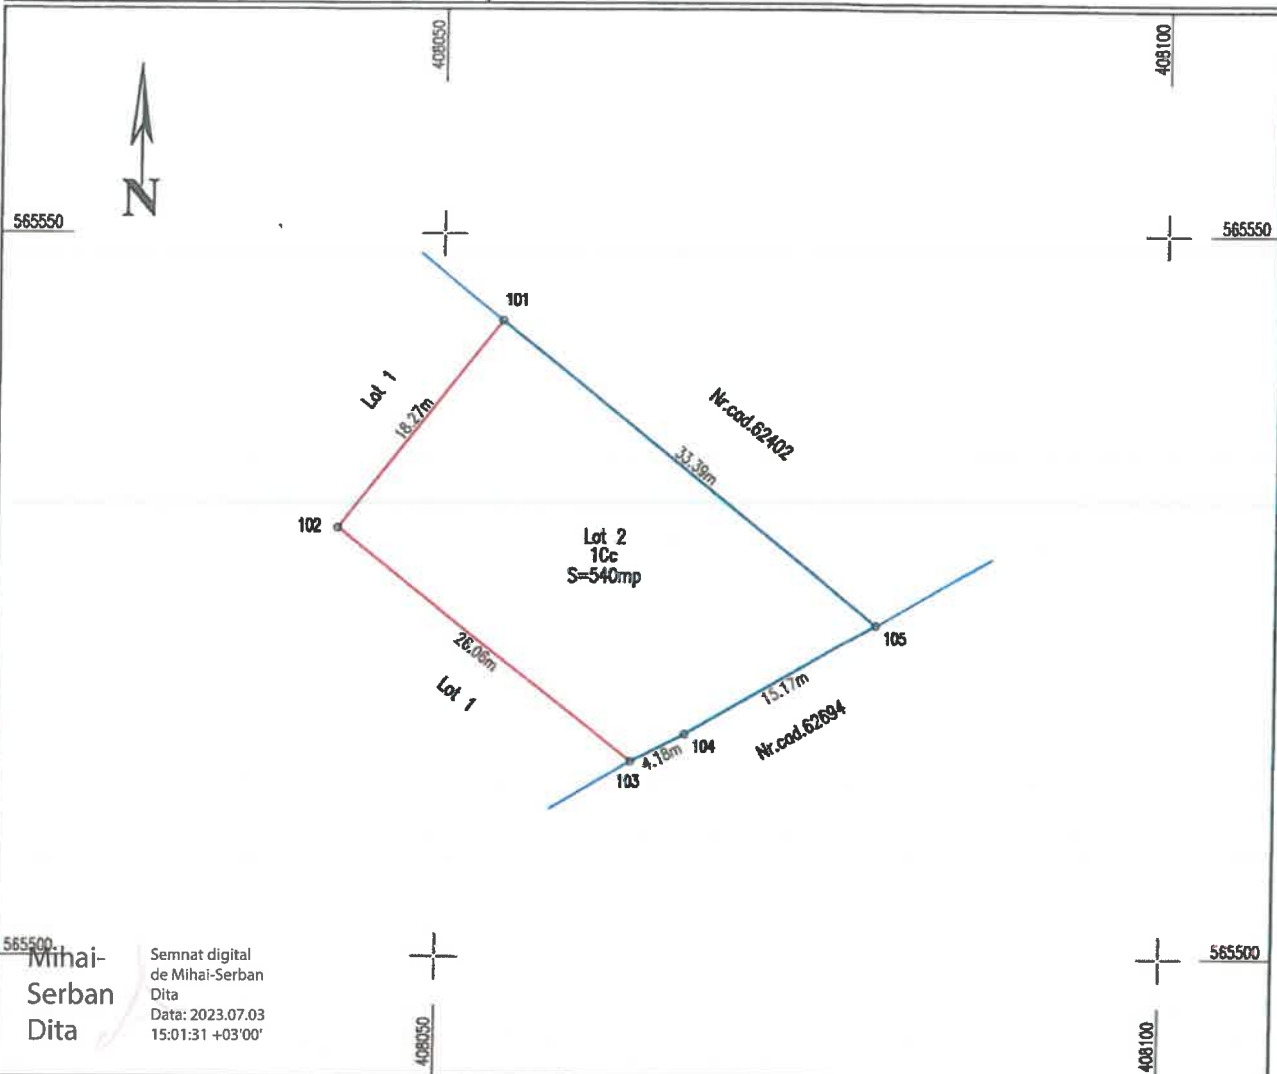 408050
408100
N
565550
565550
101
Lot 1
18.27m
Nr.cad.62402
33.39m
102
Lot 2
1Cc
S=540mp
105
26.06m
Lot 1
15.17m
104
Nr.cad.62694
4.18m
103
565500
565500
Mihai-
Serban
Dita
Semnat digital
de Mihai-Serban
Dita
Data: 2023.07.03
15:01:31 +03'00'
408050
408100